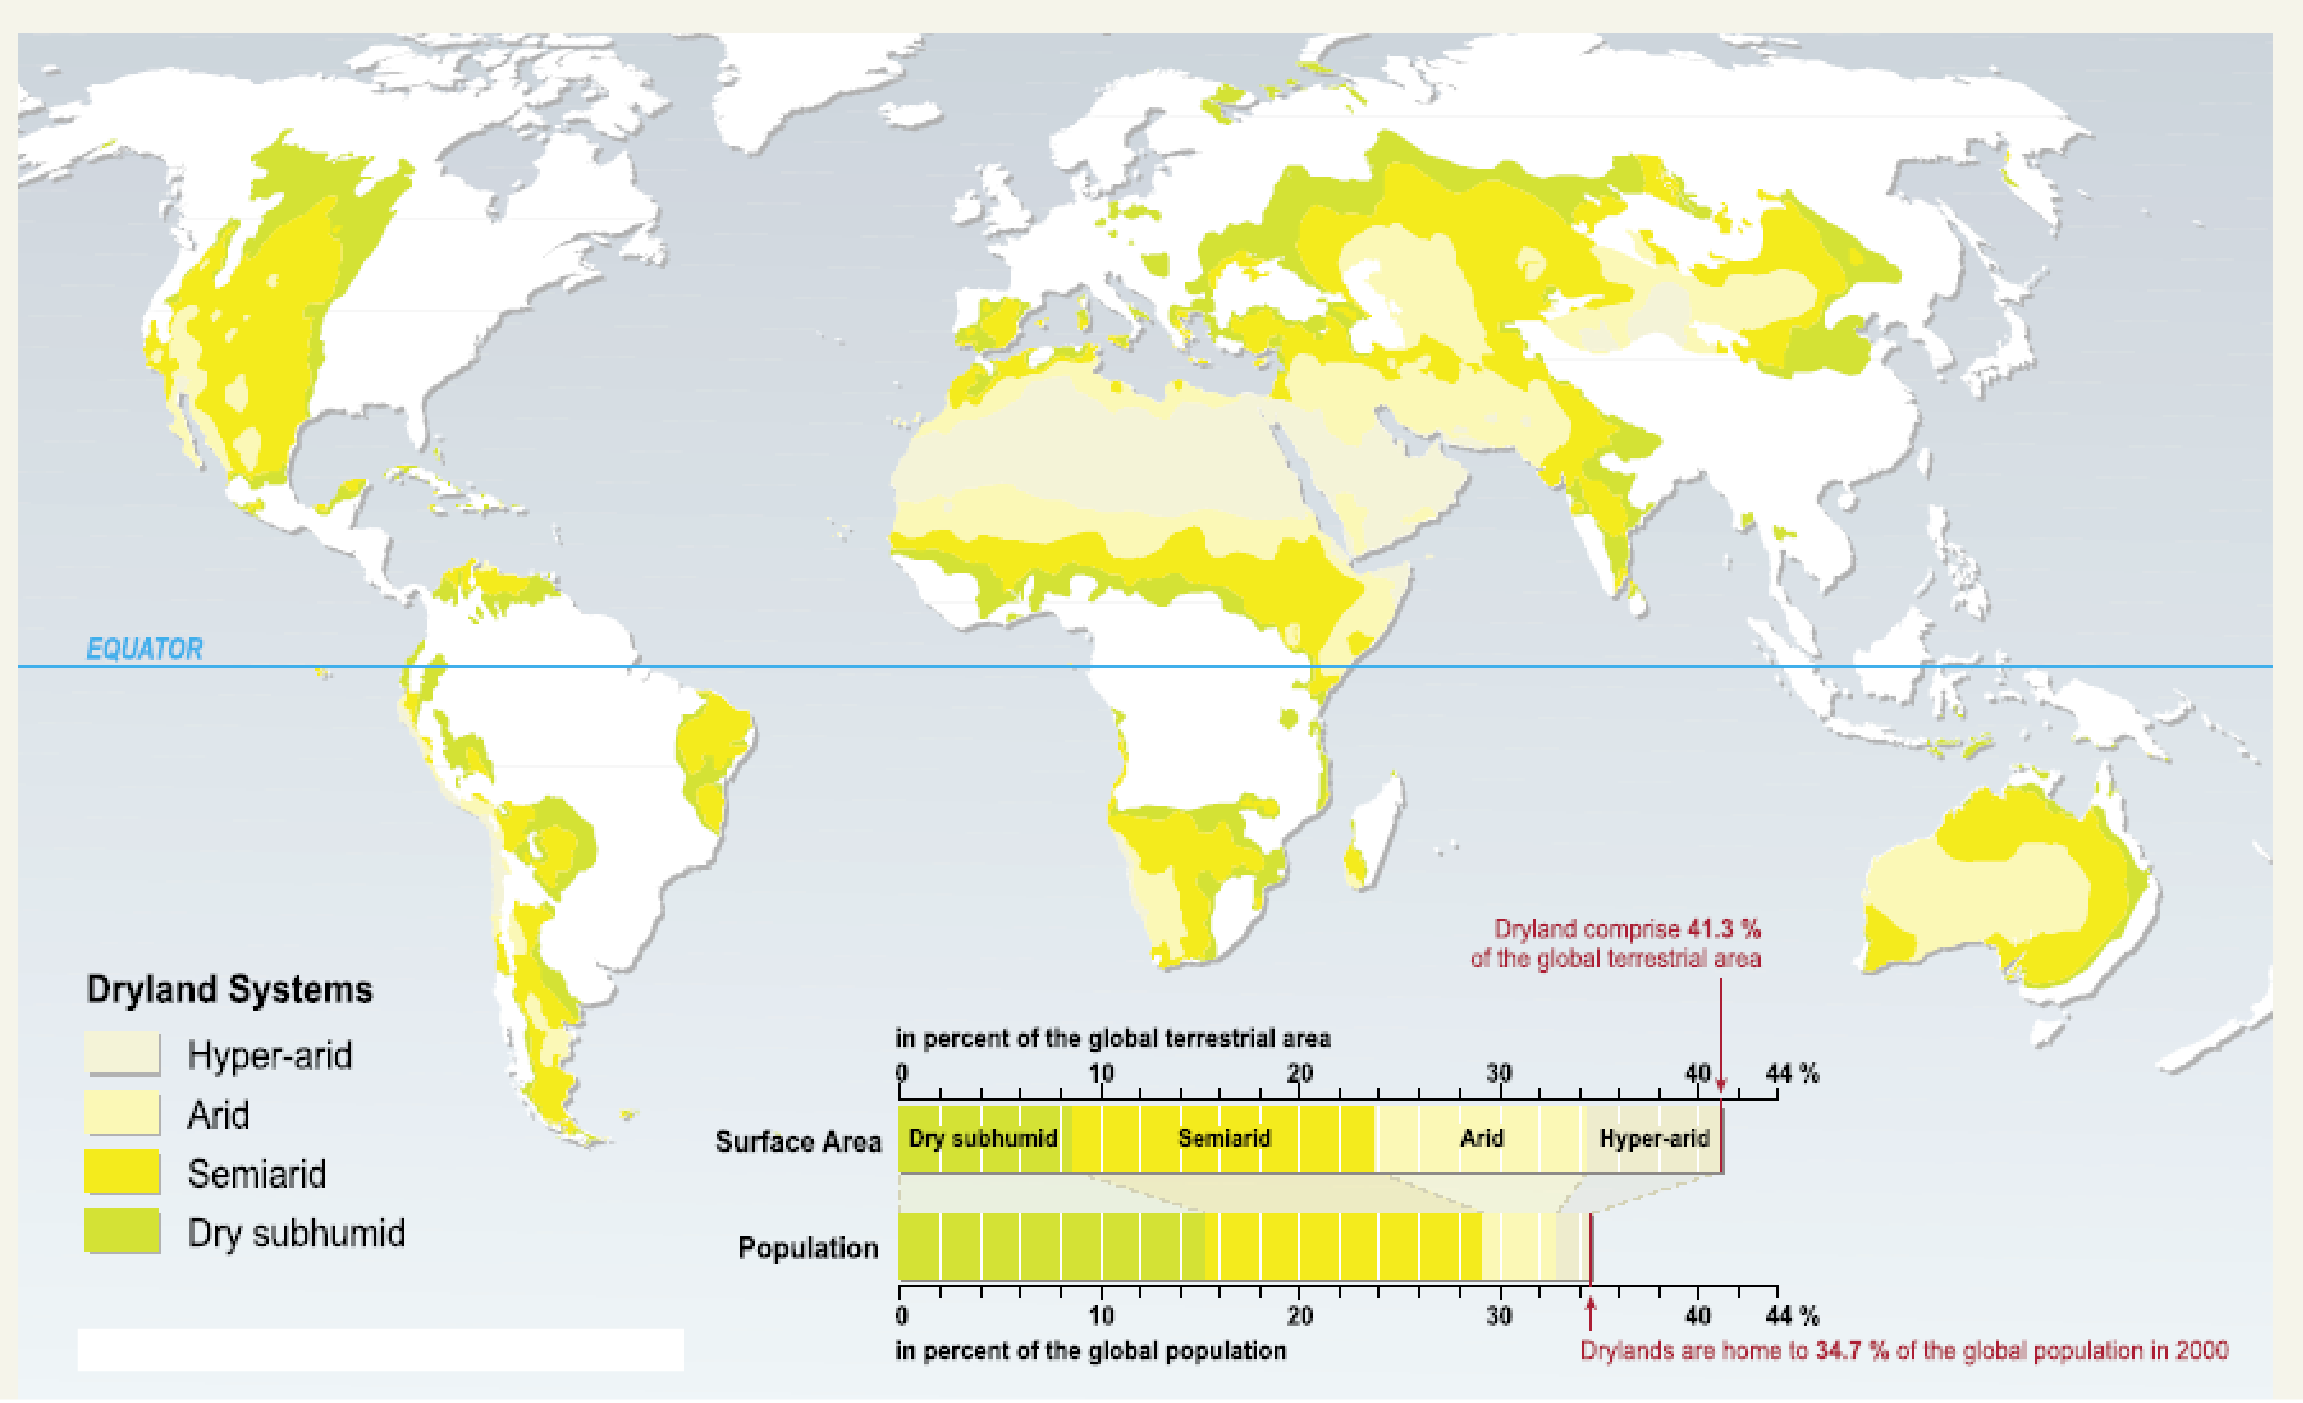 EQUATOR
Dryland comprise 41.3 %
of the global terrestrial area
Dryland Systems
Hyper-arid
Arid
Semiarid
Dry subhumid
in percent of the global terrestrial area
0 10 20 30 40 44 %
Surface Area Dry subhumid Semiarid Arid Hyper-arid
Population
0 10 20 30 40 44 %
in percent of the global population
Drylands are home to 34.7 % of the global population in 2000